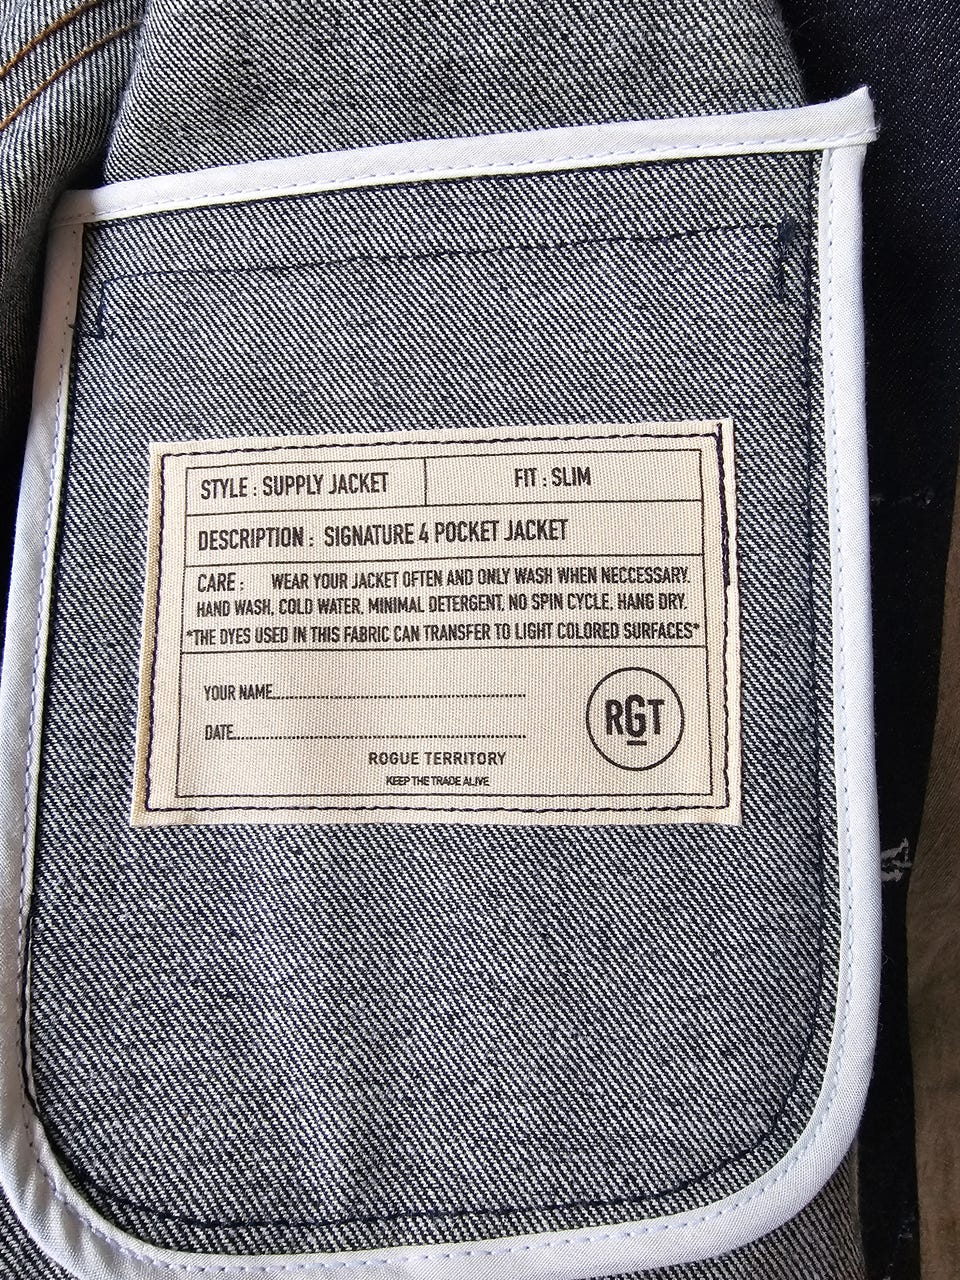 STYLE : SUPPLY JACKET FIT : SLIM
DESCRIPTION : SIGNATURE 4 POCKET JACKET
CARE : WEAR YOUR JACKET OFTEN AND ONLY WASH WHEN NECCESSARY.
HAND WASH, COLD WATER, MINIMAL DETERGENT, NO SPIN CYCLE, HANG DRY.
*THE DYES USED IN THIS FABRIC CAN TRANSFER TO LIGHT COLORED SURFACES*
YOUR NAME
RGT
DATE
ROGUE TERRITORY
KEEP THE TRADE ALIVE